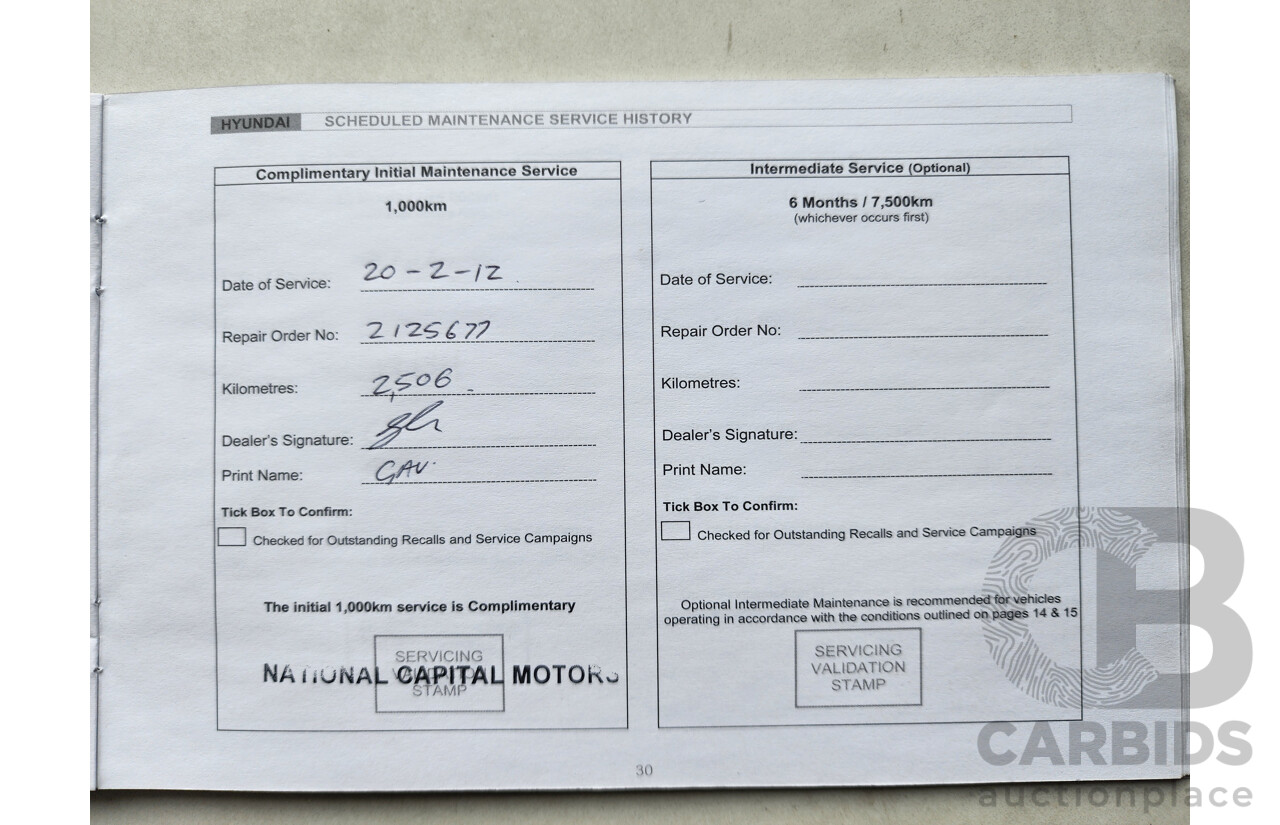 HYUNDAI SCHEDULED MAINTENANCE SERVICE HISTORY
Complimentary Initial Maintenance Service
1,000km
Date of Service: 20-2-12
Repair Order No: 2125677
Kilometres: 2,506
Dealer's Signature:
Print Name: GAV
Tick Box To Confirm:
Checked for Outstanding Recalls and Service Campaigns
The initial 1,000km service is Complimentary
SERVICING
VALIDATION
STAMP
NATIONAL CAPITAL MOTORS
Intermediate Service (Optional)
6 Months / 7,500km
(whichever occurs first)
Date of Service:
Repair Order No:
Kilometres:
Dealer's Signature:
Print Name:
Tick Box To Confirm:
Checked for Outstanding Recalls and Service Campaigns
Optional Intermediate Maintenance is recommended for vehicles
operating in accordance with the conditions outlined on pages 14 & 15
SERVICING
VALIDATION
STAMP
30
CB
CARBIDS
auctionplace